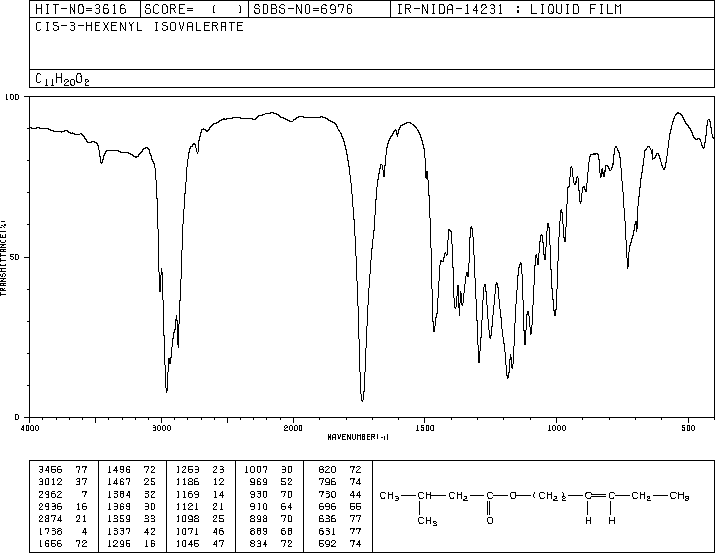 HIT-NO=3616 SCORE= ( ) SDBS-NO=6976 IR-NIDA-14231 : LIQUID FILM
CIS-3-HEXENYL ISOVALERATE
C11H20O2
100
50
0
TRANSMITTANCE(%)
4000 3000 2000 1500 1000 500
WAVENUMBER(-1)
3466 77 1496 72 1253 23 1007 30 820 72
3012 37 1467 25 1186 12 969 52 796 74
2962 7 1384 32 1169 14 930 70 730 44
2936 16 1369 30 1121 21 910 64 696 55
2874 21 1359 33 1098 25 898 70 636 77
1738 4 1337 42 1071 46 889 68 631 77
1656 72 1295 16 1046 47 834 72 592 74
CH3 CH CH2 C O (CH2)2 C C CH2 CH3
CH3 O H H